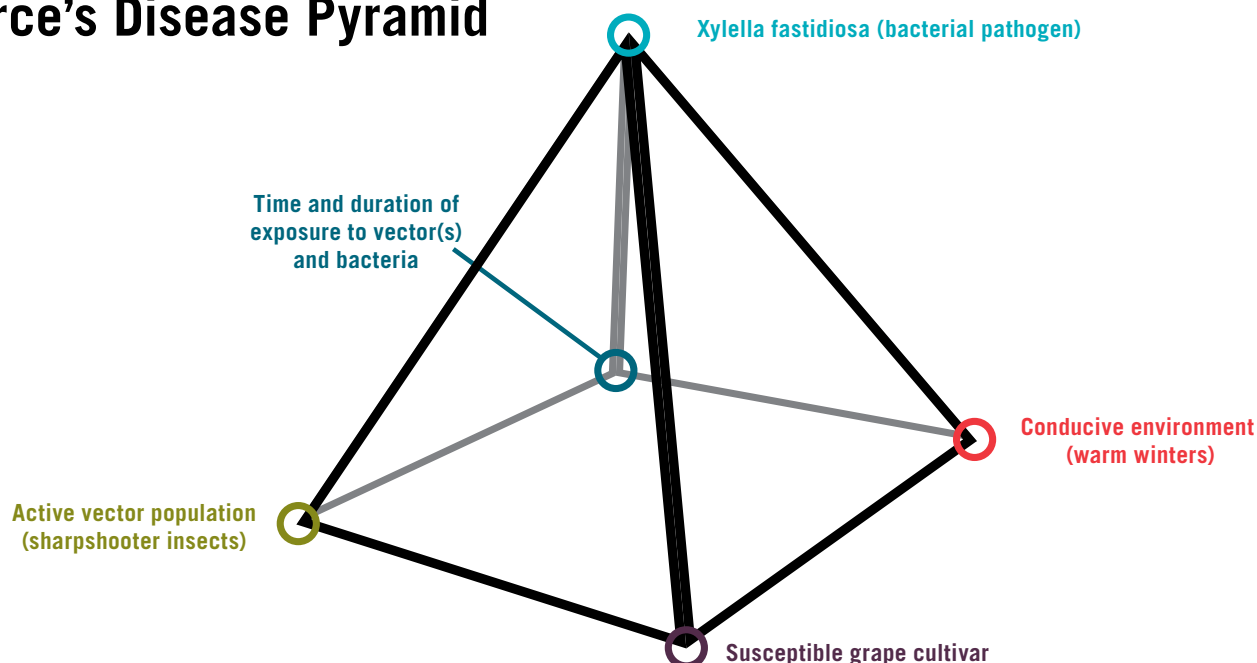 rce's Disease Pyramid
Xylella fastidiosa (bacterial pathogen)
Time and duration of
exposure to vector(s)
and bacteria
Conducive environment
(warm winters)
Active vector population
(sharpshooter insects)
Susceptible grape cultivar